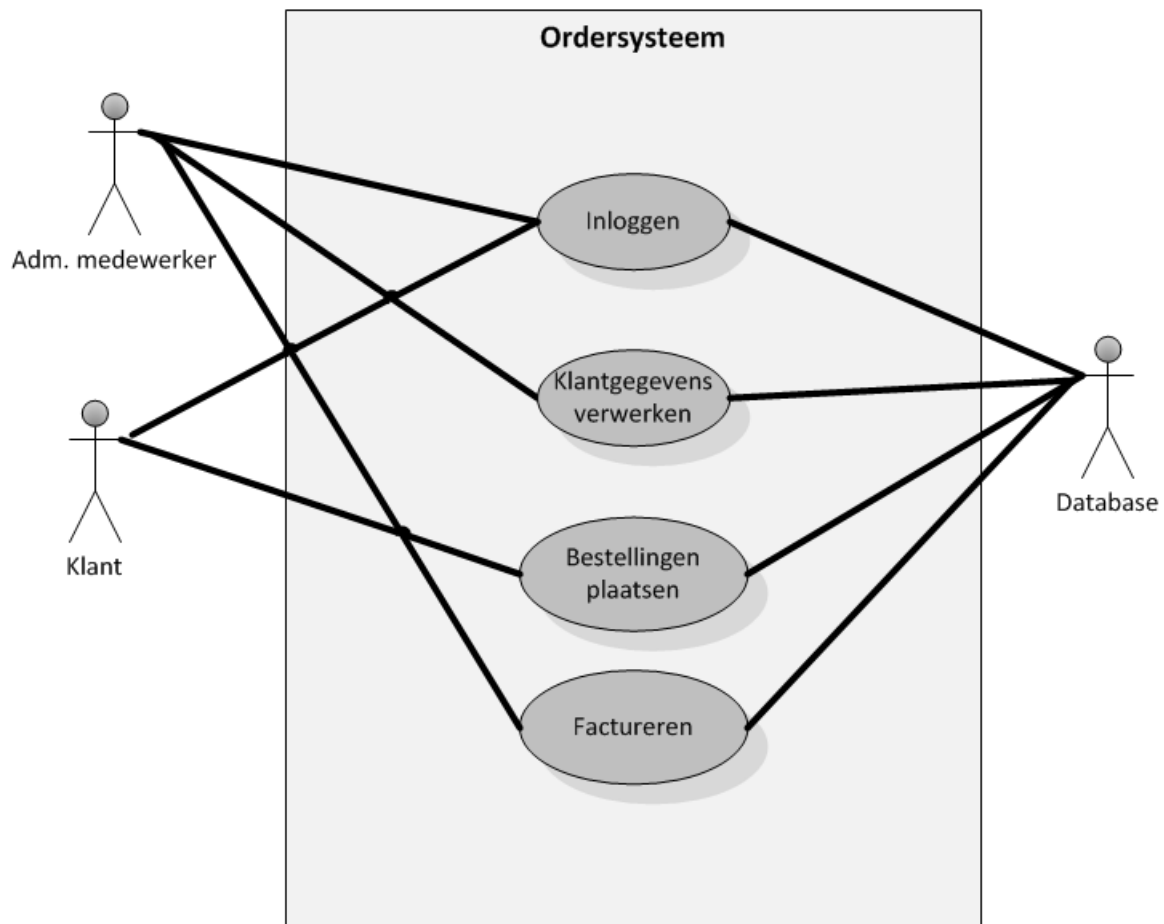 Ordersysteem
Adm. medewerker
Inloggen
Klantgegevens
verwerken
Klant
Database
Bestellingen
plaatsen
Factureren